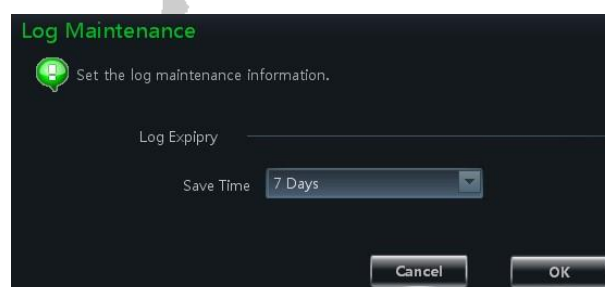 Log Maintenance
Set the log maintenance information.
Log Expipry
Save Time 7 Days
Cancel OK